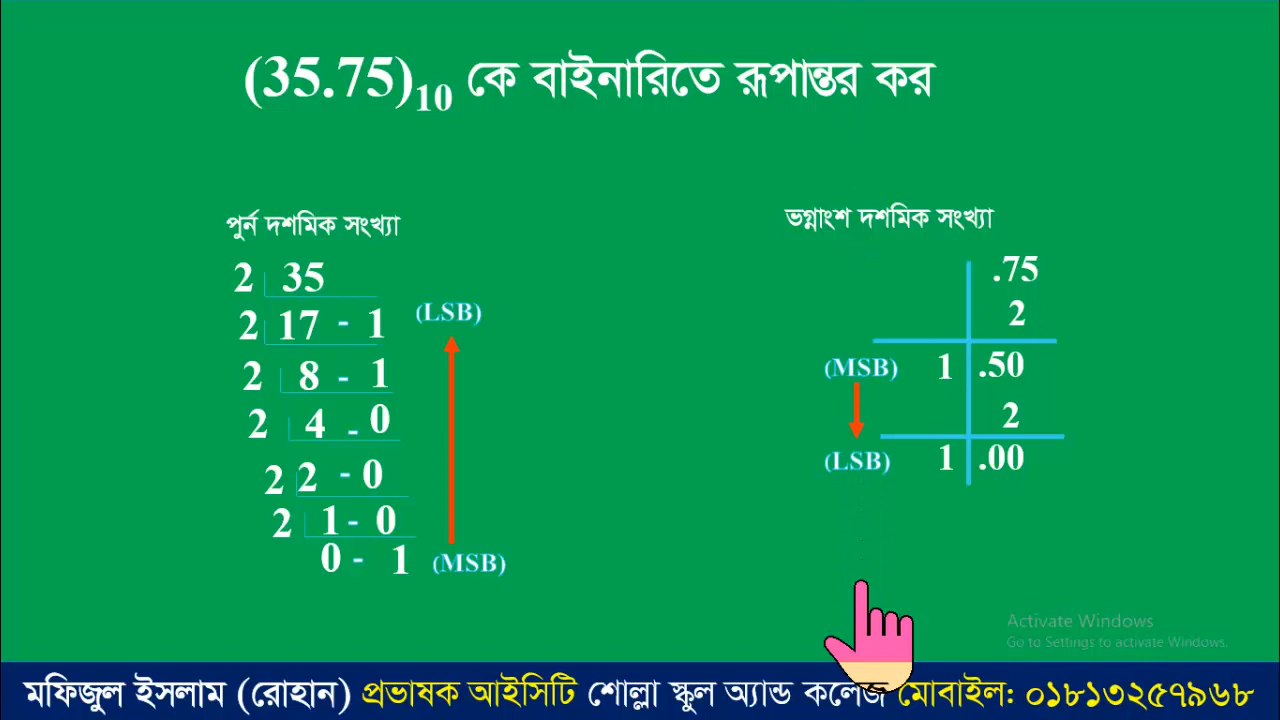 (35.75)10 কে বাইনারিতে রূপান্তর কর
পুর্ন দশমিক সংখ্যা
2 35
2 17 - 1 (LSB)
2 8 - 1
2 4 - 0
2 2 - 0
2 1 - 0
0 - 1 (MSB)
ভগ্নাংশ দশমিক সংখ্যা
.75
2
(MSB) 1 .50
2
(LSB) 1 .00
Activate Windows
Go to Settings to activate Windows.
মফিজুল ইসলাম (রোহান) প্রভাষক আইসিটি শোল্লা স্কুল অ্যান্ড কলেজ মোবাইল: ০১৮১৩২৫৭৯৬৮